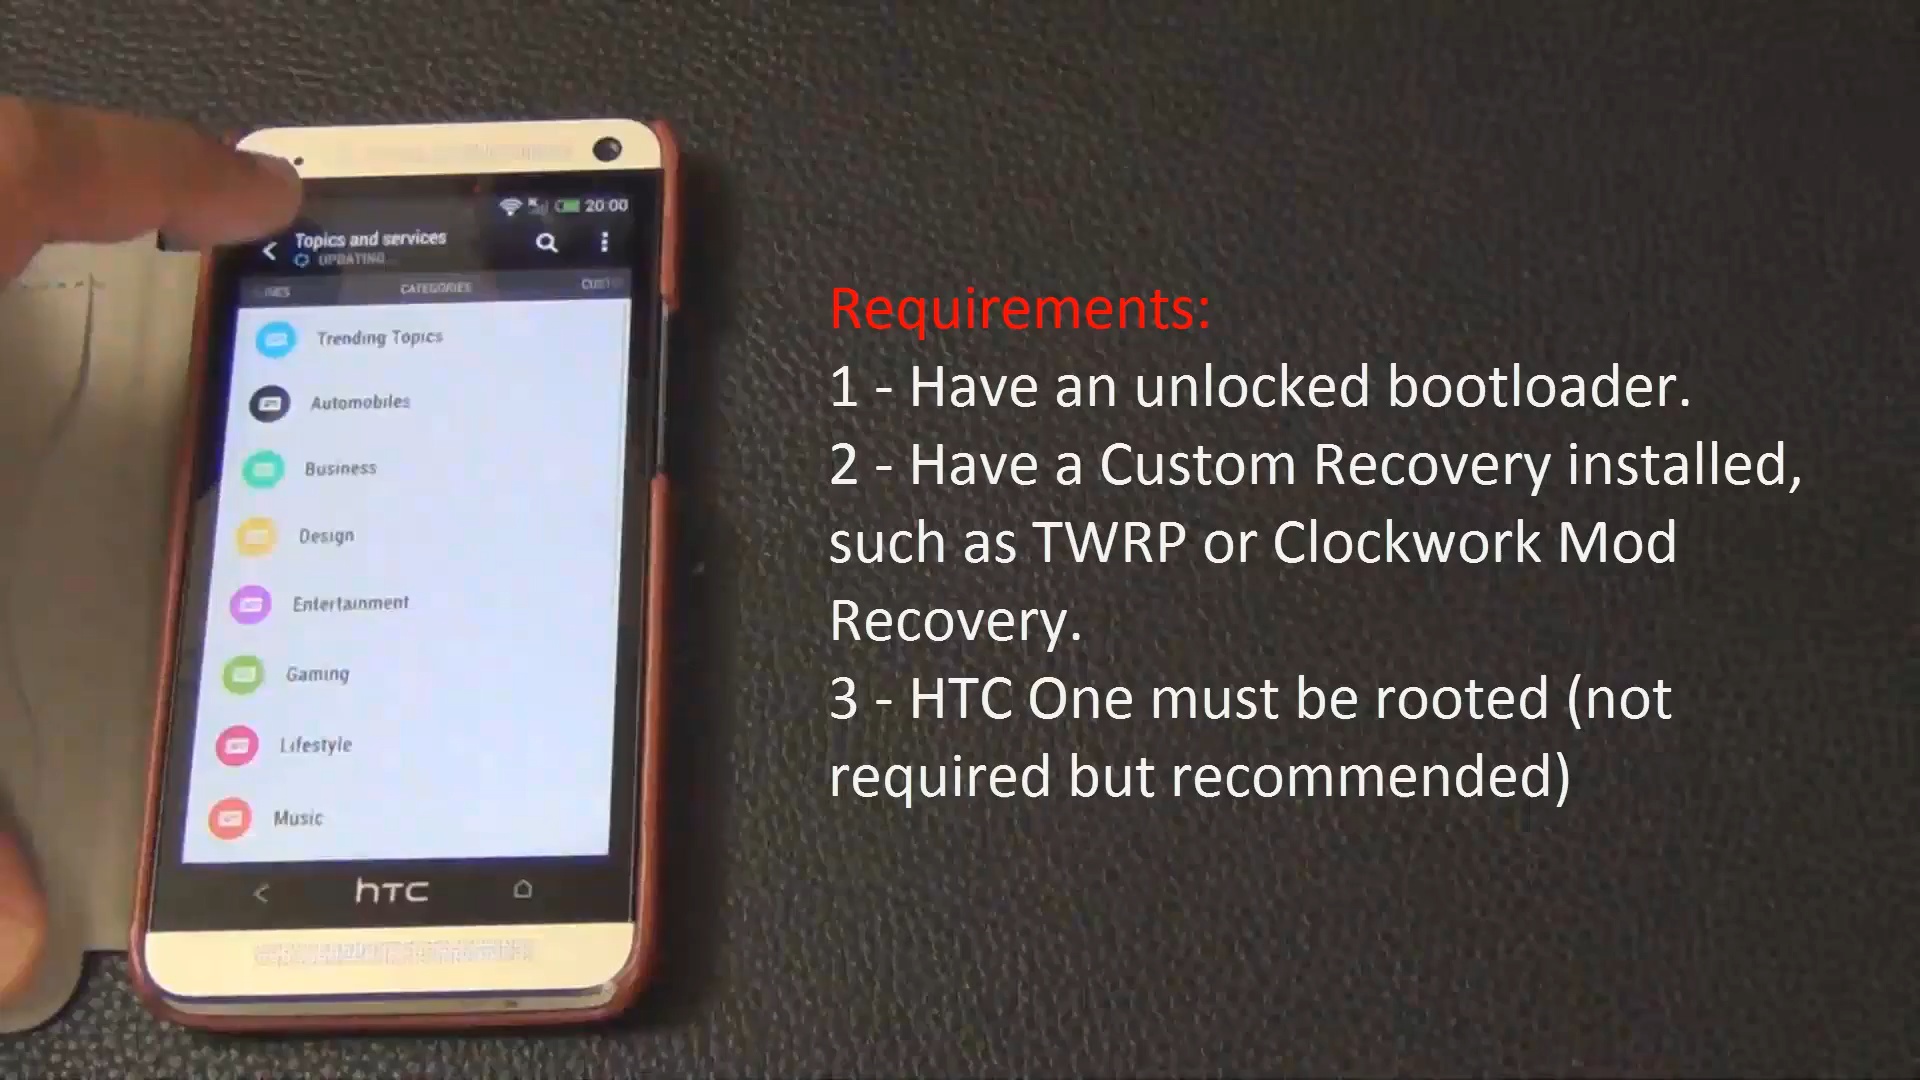 20:00
Topics and services
UPDATING...
CATEGORIES
Trending Topics
Automobiles
Business
Design
Entertainment
Gaming
Lifestyle
Music
hTC
Requirements:
1 - Have an unlocked bootloader.
2 - Have a Custom Recovery installed,
such as TWRP or Clockwork Mod
Recovery.
3 - HTC One must be rooted (not
required but recommended)